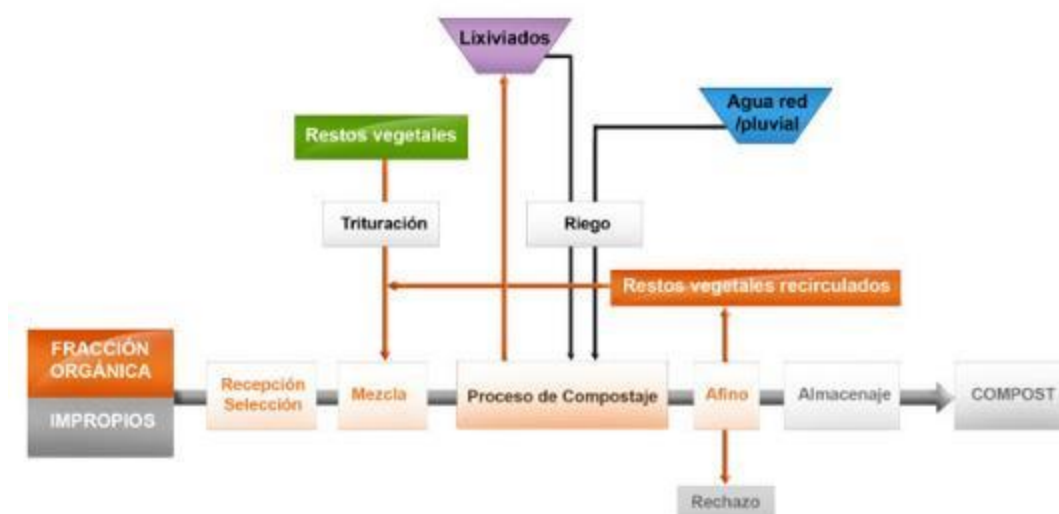 Lixiviados
Agua red
/pluvial
Restos vegetales
Trituración
Riego
Restos vegetales recirculados
FRACCIÓN
ORGÁNICA
IMPROPIOS
Recepción
Selección
Mezcla
Proceso de Compostaje
Afino
Almacenaje
COMPOST
Rechazo